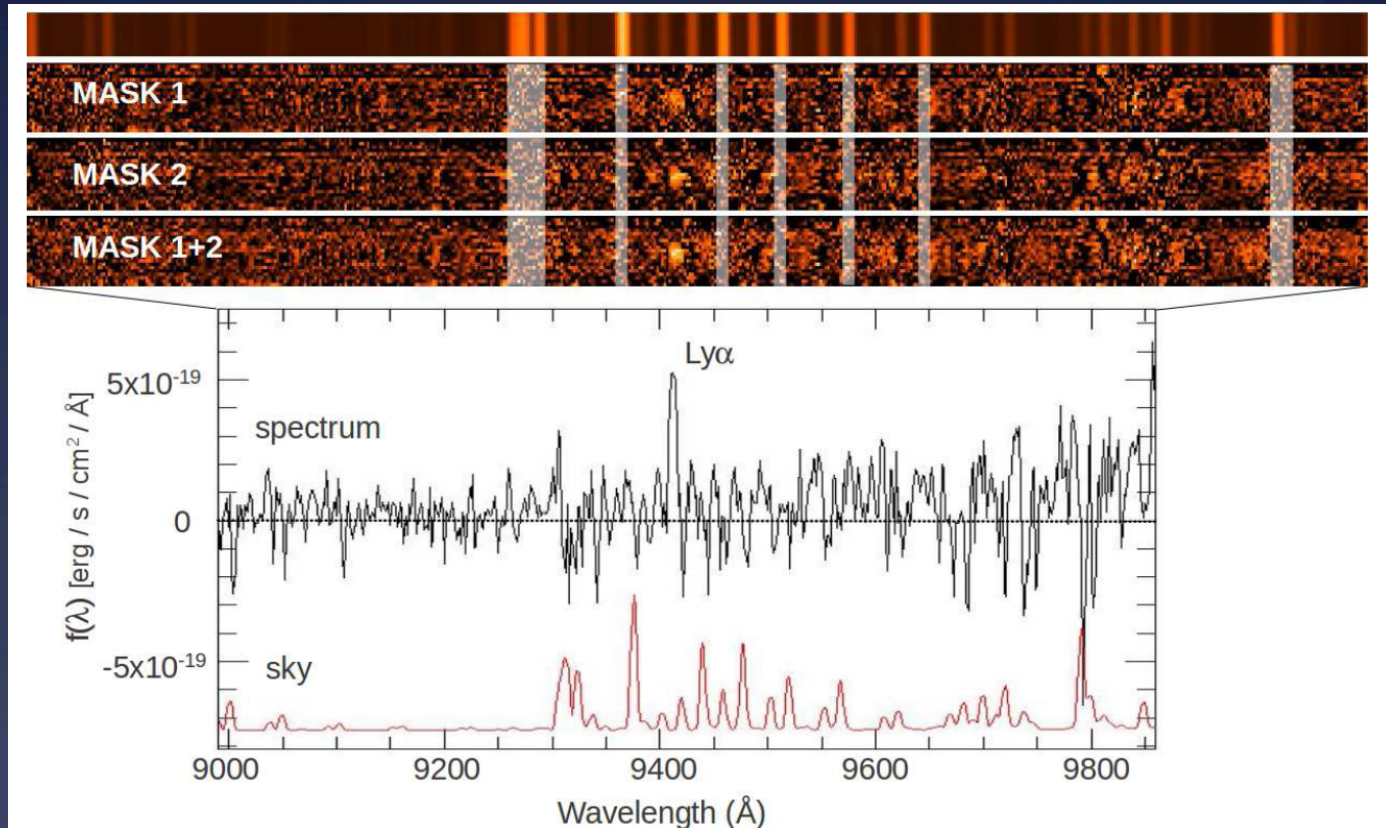 MASK 1
MASK 2
MASK 1+2
Lyα
5x10⁻¹⁹
spectrum
0
f(λ) [erg / s / cm² / Å]
-5x10⁻¹⁹
sky
9000 9200 9400 9600 9800
Wavelength (Å)